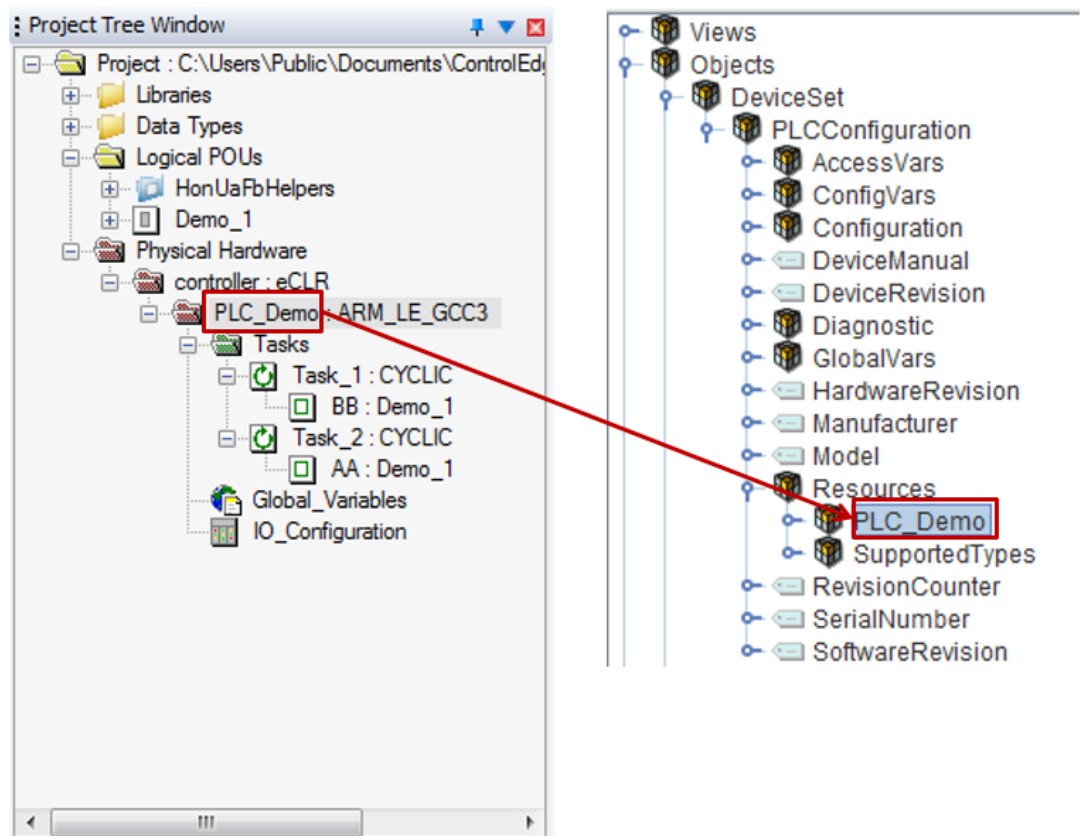 Project Tree Window
Project : C:\Users\Public\Documents\ControlEd
Libraries
Data Types
Logical POUs
HonUaFbHelpers
Demo_1
Physical Hardware
controller : eCLR
PLC_Demo : ARM_LE_GCC3
Tasks
Task_1 : CYCLIC
BB : Demo_1
Task_2 : CYCLIC
AA : Demo_1
Global_Variables
IO_Configuration
Views
Objects
DeviceSet
PLCConfiguration
AccessVars
ConfigVars
Configuration
DeviceManual
DeviceRevision
Diagnostic
GlobalVars
HardwareRevision
Manufacturer
Model
Resources
PLC_Demo
SupportedTypes
RevisionCounter
SerialNumber
SoftwareRevision